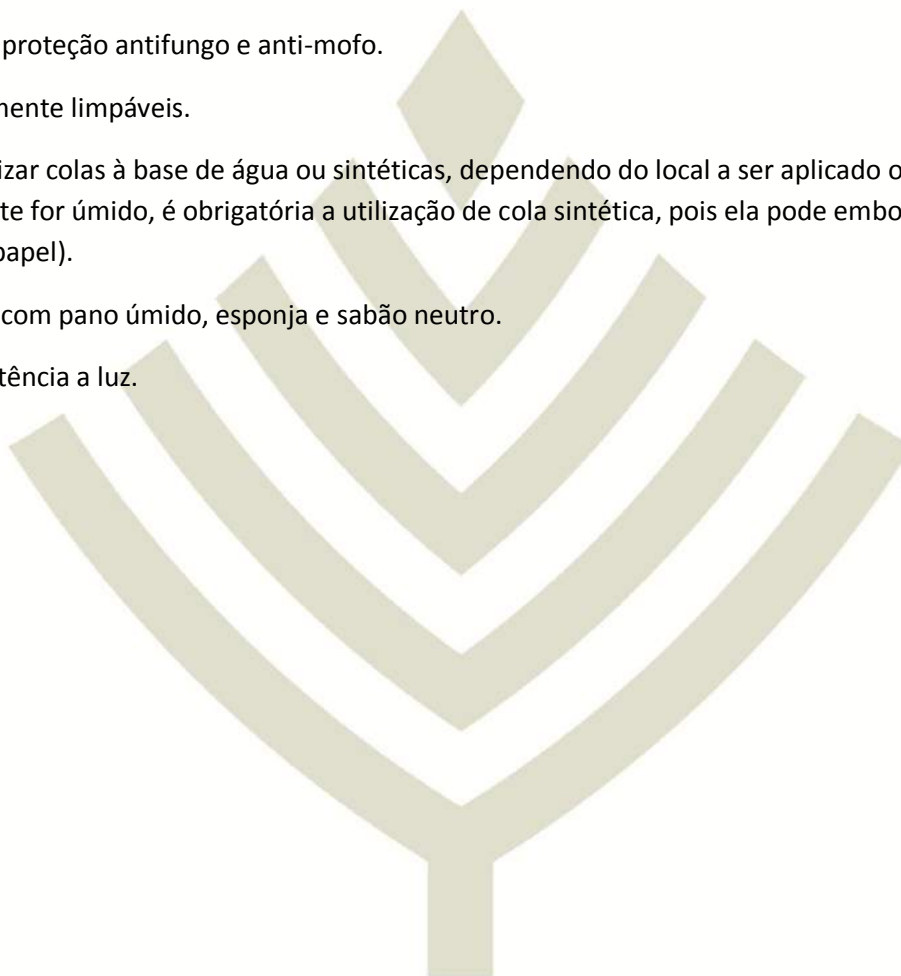 proteção antifungo e anti-mofo.
mente limpáveis.
izar colas à base de água ou sintéticas, dependendo do local a ser aplicado o
te for úmido, é obrigatória a utilização de cola sintética, pois ela pode embo
papel).
com pano úmido, esponja e sabão neutro.
tência a luz.